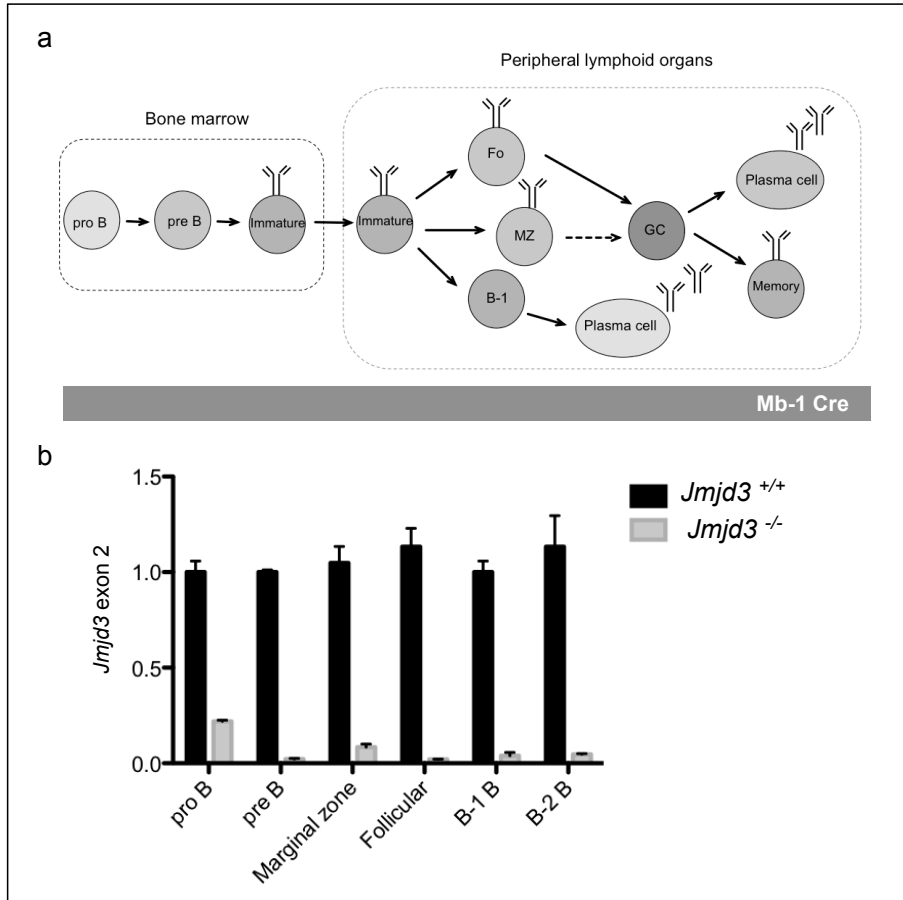 a
Peripheral lymphoid organs
Bone marrow
pro B
pre B
Immature
Immature
Fo
MZ
B-1
GC
Plasma cell
Plasma cell
Memory
Mb-1 Cre
b
Jmjd3 exon 2
1.5
1.0
0.5
0.0
Jmjd3 +/+
Jmjd3 -/-
pro B
pre B
Marginal zone
Follicular
B-1 B
B-2 B